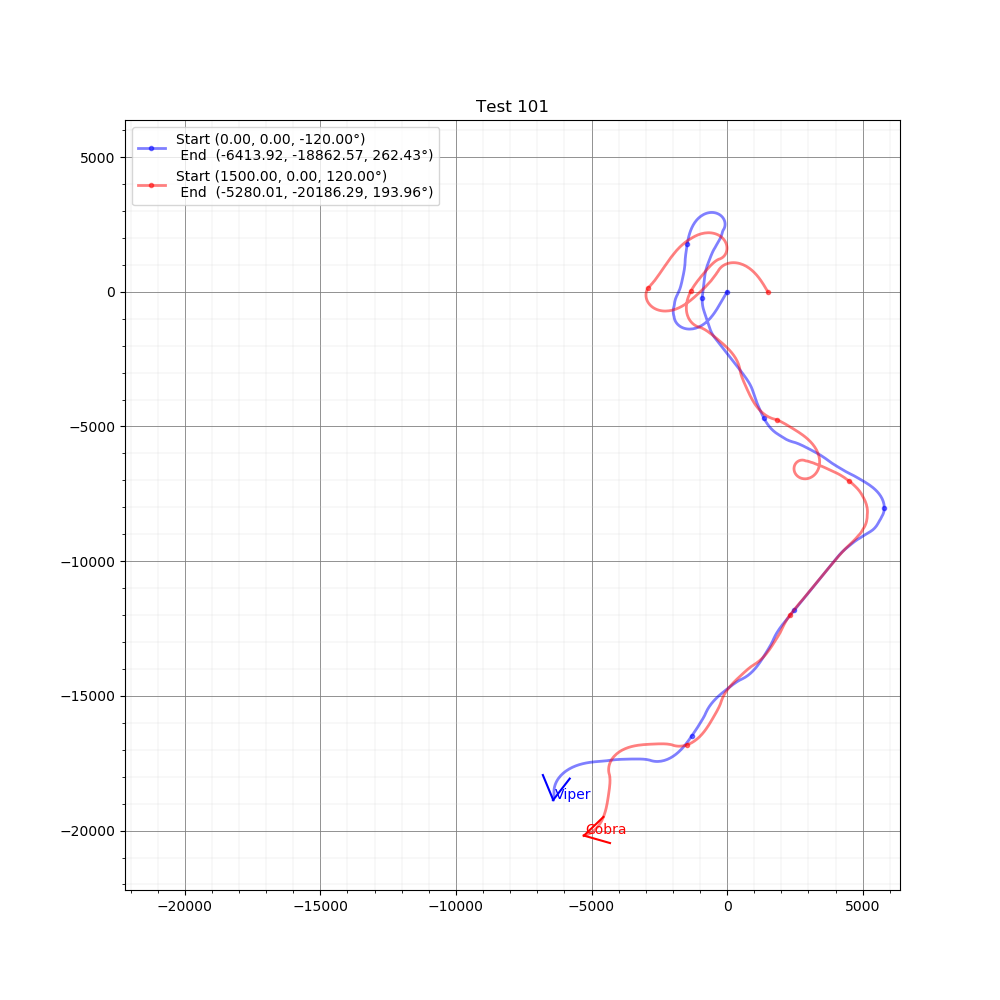 Test 101
Start (0.00, 0.00, -120.00°)
End (-6413.92, -18862.57, 262.43°)
Start (1500.00, 0.00, 120.00°)
End (-5280.01, -20186.29, 193.96°)
5000
0
−5000
−10000
−15000
−20000
Viper
Cobra
−20000 −15000 −10000 −5000 0 5000